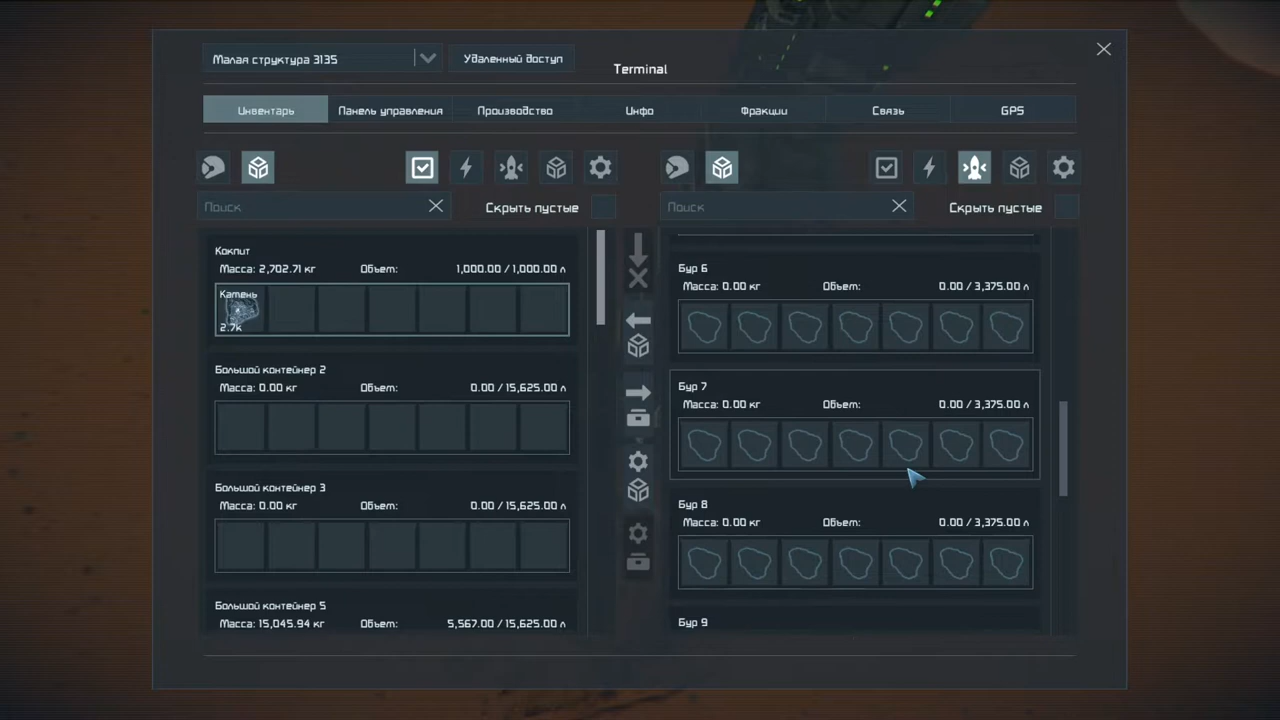 Малая структура 3135
Удаленный доступ
Terminal
Инвентарь
Панель управления
Производство
Инфо
Фракции
Связь
GPS
Поиск
Скрыть пустые
Поиск
Скрыть пустые
Кокпит
Масса: 2,702.71 кг Объем: 1,000.00 / 1,000.00 л
Камень
2.7k
Большой контейнер 2
Масса: 0.00 кг Объем: 0.00 / 15,625.00 л
Большой контейнер 3
Масса: 0.00 кг Объем: 0.00 / 15,625.00 л
Большой контейнер 5
Масса: 15,045.94 кг Объем: 5,567.00 / 15,625.00 л
Бур 6
Масса: 0.00 кг Объем: 0.00 / 3,375.00 л
Бур 7
Масса: 0.00 кг Объем: 0.00 / 3,375.00 л
Бур 8
Масса: 0.00 кг Объем: 0.00 / 3,375.00 л
Бур 9